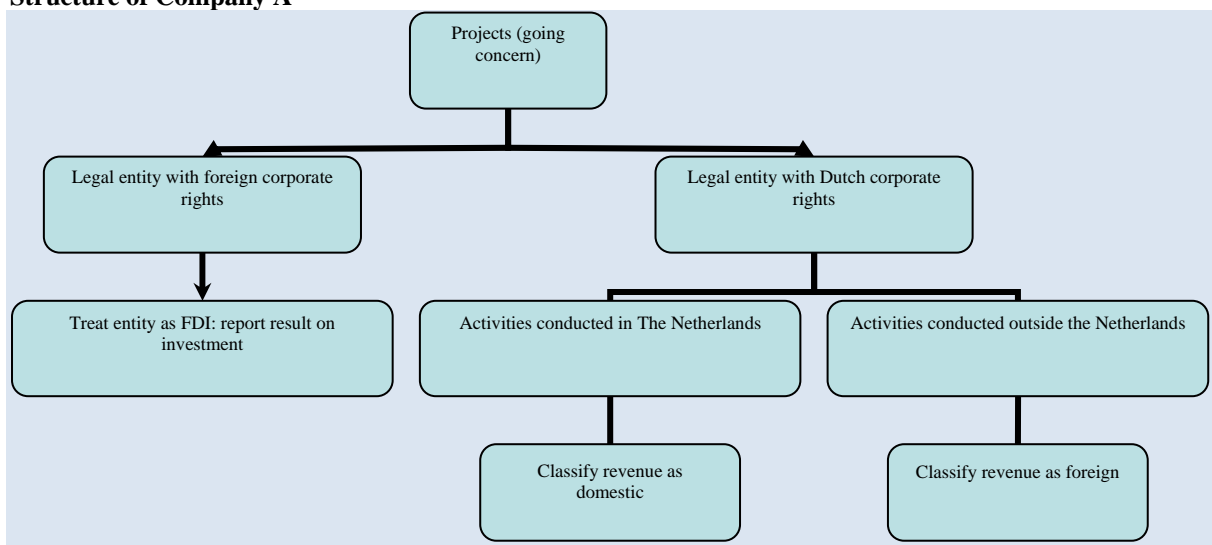 Structure of Company A
Projects (going
concern)
Legal entity with foreign corporate
rights
Legal entity with Dutch corporate
rights
Treat entity as FDI: report result on
investment
Activities conducted in The Netherlands
Activities conducted outside the Netherlands
Classify revenue as
domestic
Classify revenue as foreign